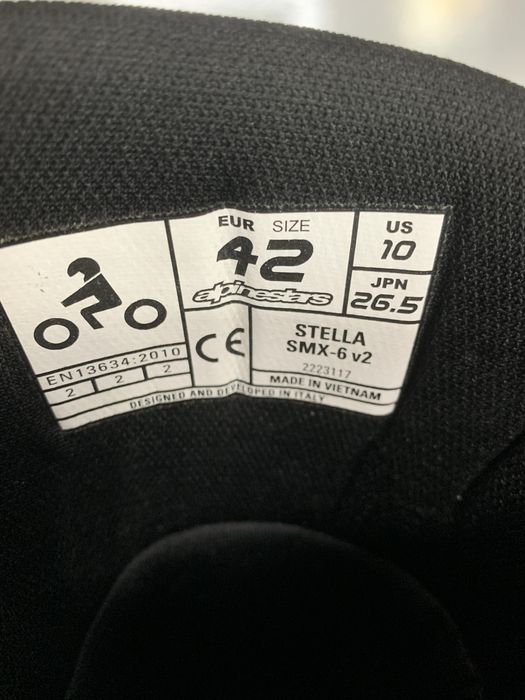 EUR SIZE
42
alpinestars
US
10
JPN
26.5
EN13634:2010
2 2 2
CE
STELLA
SMX-6 v2
2223117
MADE IN VIETNAM
DESIGNED AND DEVELOPED IN ITALY